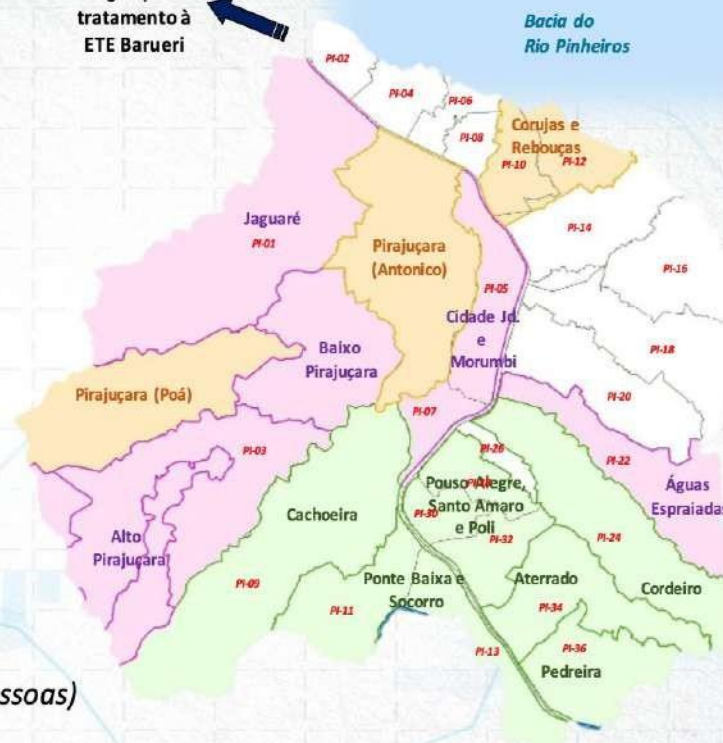 tratamento à
ETE Barueri
Bacia do
Rio Pinheiros
PI-02
PI-04
PI-06
PI-08
Corujas e
Rebouças
PI-10
PI-12
Jaguaré
PI-01
Pirajuçara
(Antonico)
PI-14
PI-16
PI-05
Cidade Jd.
e
Morumbi
Baixo
Pirajuçara
PI-18
Pirajuçara (Poá)
PI-07
PI-20
PI-03
PI-26
PI-22
Águas
Espraiadas
Pouso Alegre,
Santo Amaro
e Poli
PI-30
PI-32
Cachoeira
PI-24
Alto
Pirajuçara
PI-09
PI-11
Ponte Baixa e
Socorro
Aterrado
PI-34
Cordeiro
PI-13
PI-36
Pedreira
ssoas)